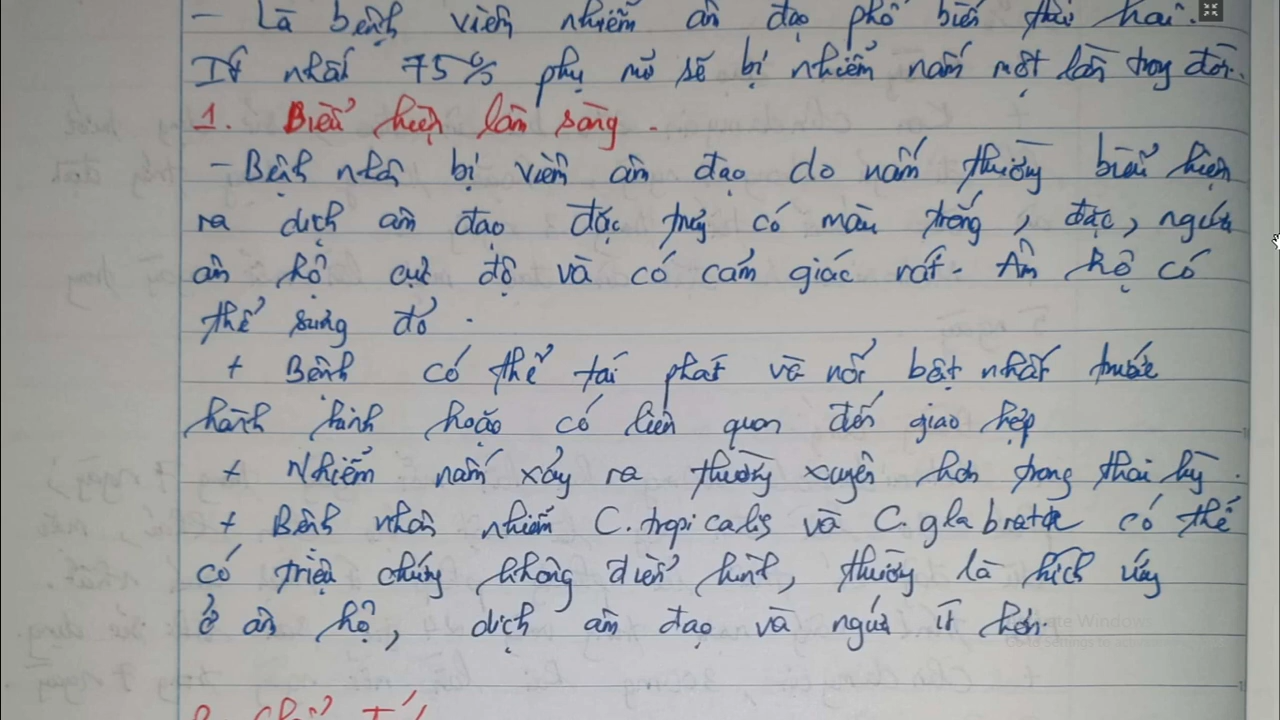 - Là bệnh viêm nhiễm âm đạo phổ biến thứ hai.
Ít nhất 75% phụ nữ sẽ bị nhiễm nấm một lần trong đời.
1. Biểu hiện lâm sàng.
- Bệnh nhân bị viêm âm đạo do nấm thường biểu hiện
ra dịch âm đạo đặc trưng có màu trắng, đặc, ngứa
âm hộ cực độ và có cảm giác rát. Âm hộ có
thể sưng đỏ.
+ Bệnh có thể tái phát và nổi bật nhất trước
hành kinh hoặc có liên quan đến giao hợp
+ Nhiễm nấm xảy ra thường xuyên hơn trong thai kỳ.
+ Bệnh nhân nhiễm C. tropicalis và C. glabrata có thể
có triệu chứng không điển hình, thường là kích ứng
ở âm hộ, dịch âm đạo và ngứa ít hơn.